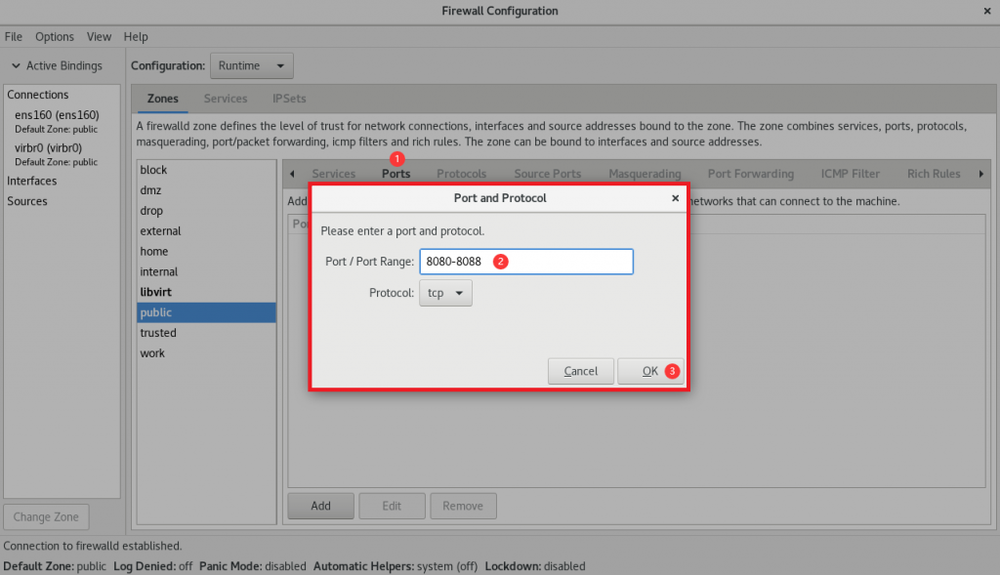 Firewall Configuration ×
File Options View Help
Active Bindings
Configuration: Runtime
Connections
ens160 (ens160)
Default Zone: public
virbr0 (virbr0)
Default Zone: public
Interfaces
Sources
Change Zone
Zones Services IPSets
A firewalld zone defines the level of trust for network connections, interfaces and source addresses bound to the zone. The zone combines services, ports, protocols,
masquerading, port/packet forwarding, icmp filters and rich rules. The zone can be bound to interfaces and source addresses.
block
dmz
drop
external
home
internal
libvirt
public
trusted
work
1
Services Ports Protocols Source Ports Masquerading Port Forwarding ICMP Filter Rich Rules
Add networks that can connect to the machine.
Port and Protocol ×
Please enter a port and protocol.
Port / Port Range: 8080-8088 2
Protocol: tcp
Cancel OK 3
Add Edit Remove
Connection to firewalld established.
Default Zone: public Log Denied: off Panic Mode: disabled Automatic Helpers: system (off) Lockdown: disabled